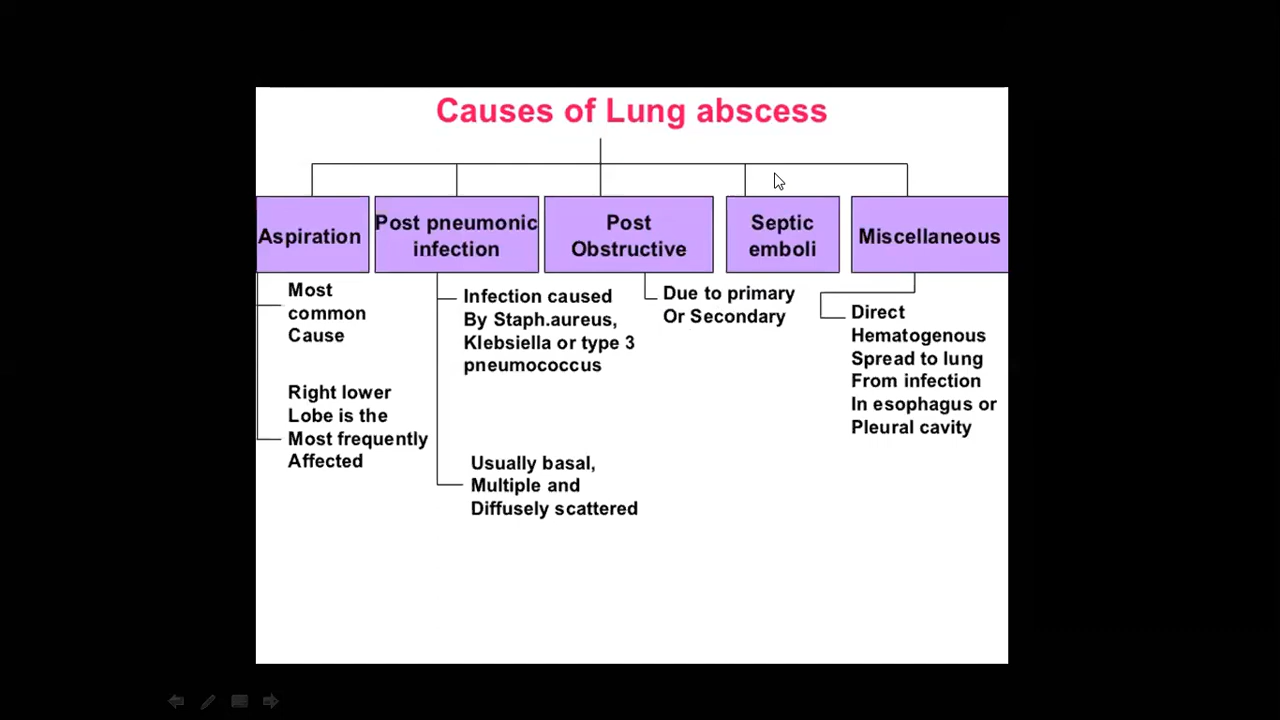 Causes of Lung abscess
Aspiration
Most
common
Cause
Right lower
Lobe is the
Most frequently
Affected
Post pneumonic
infection
Infection caused
By Staph.aureus,
Klebsiella or type 3
pneumococcus
Usually basal,
Multiple and
Diffusely scattered
Post
Obstructive
Due to primary
Or Secondary
Septic
emboli
Miscellaneous
Direct
Hematogenous
Spread to lung
From infection
In esophagus or
Pleural cavity